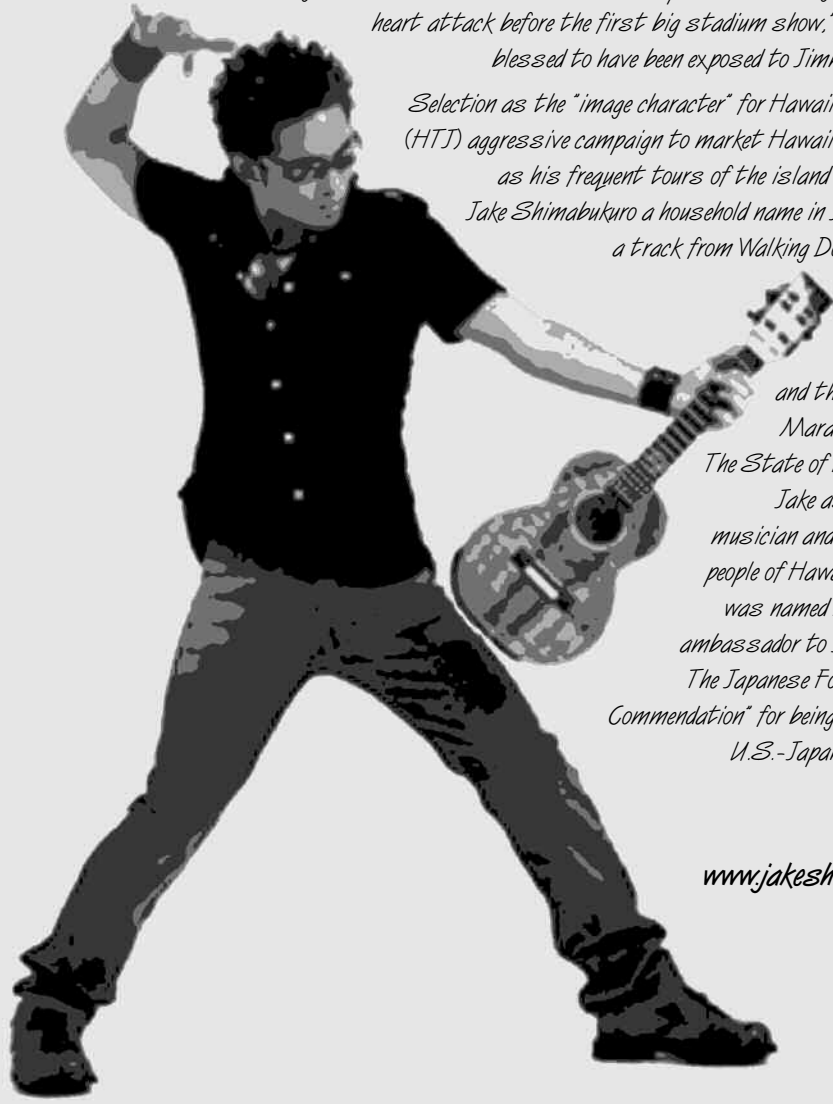 heart attack before the first big stadium show,"
blessed to have been exposed to
Selection as the "image character" for Hawaii
(HTJ) aggressive campaign to market Hawaii
as his frequent tours of the island
Jake Shimabukuro a household name in
a track from Walking
and th
Mara
The State of
Jake a
musician and
people of Hawa
was named
ambassador to
The Japanese Fo
Commendation" for being
U.S.-Japan
www.jakesh